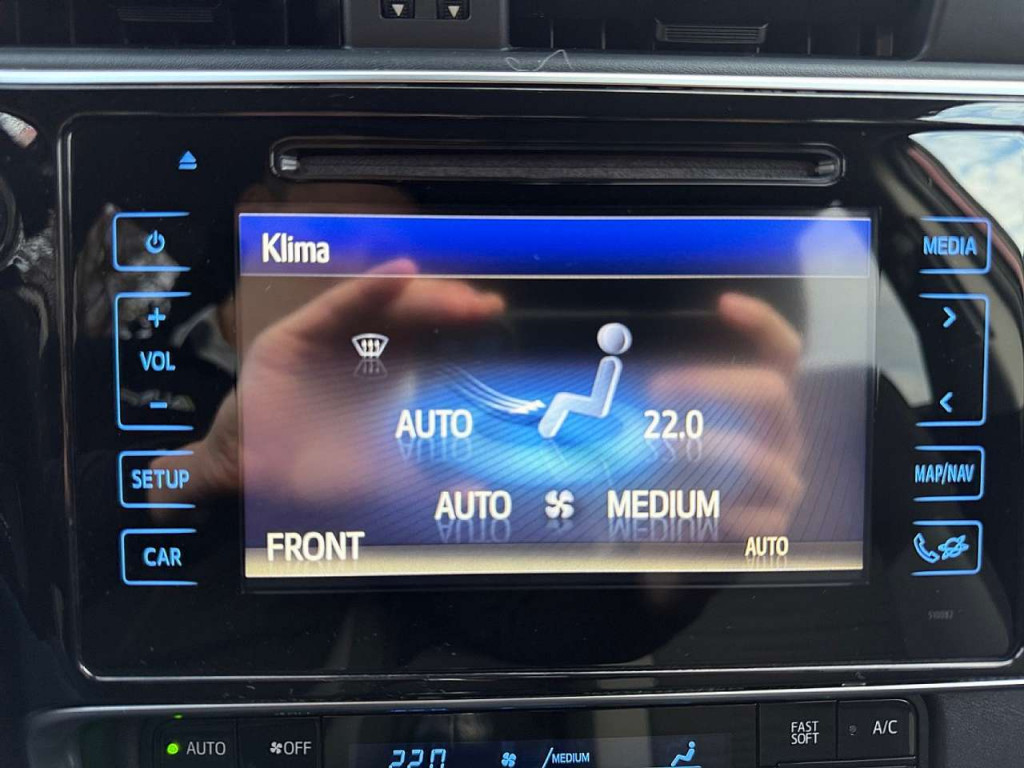 Klima
AUTO 22.0
AUTO MEDIUM
FRONT AUTO
+
VOL
-
SETUP
CAR
MEDIA
>
<
MAP/NAV
AUTO
OFF
22.0
MEDIUM
FAST
SOFT
A/C